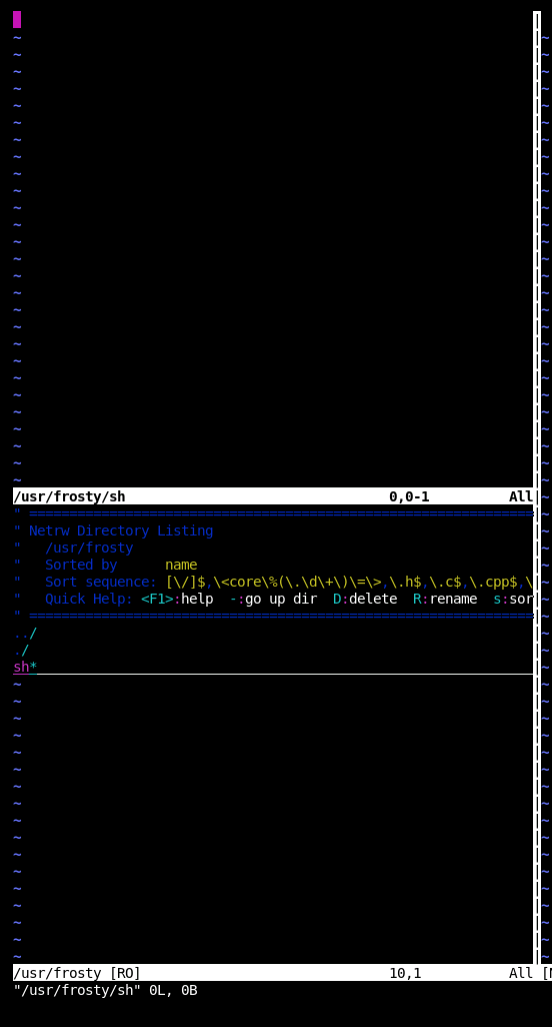 /usr/frosty/sh 0,0-1 All
" ============================================================
" Netrw Directory Listing
"   /usr/frosty
"   Sorted by      name
"   Sort sequence: [\/]$,\<core\%(\.\d\+\)\=\>,\.h$,\.c$,\.cpp$,\
"   Quick Help: <F1>:help  -:go up dir  D:delete  R:rename  s:sor
" ============================================================
../
./
sh*
/usr/frosty [RO] 10,1 All
"/usr/frosty/sh" 0L, 0B